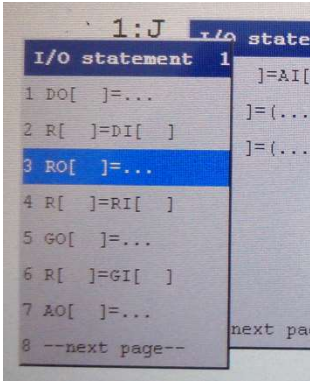 1:J
I/O statement 1
1 DO[ ]=...
2 R[ ]=DI[ ]
3 RO[ ]=...
4 R[ ]=RI[ ]
5 GO[ ]=...
6 R[ ]=GI[ ]
7 AO[ ]=...
8 --next page--
I/O state
]=AI[
]=(...
]=(...
next pa